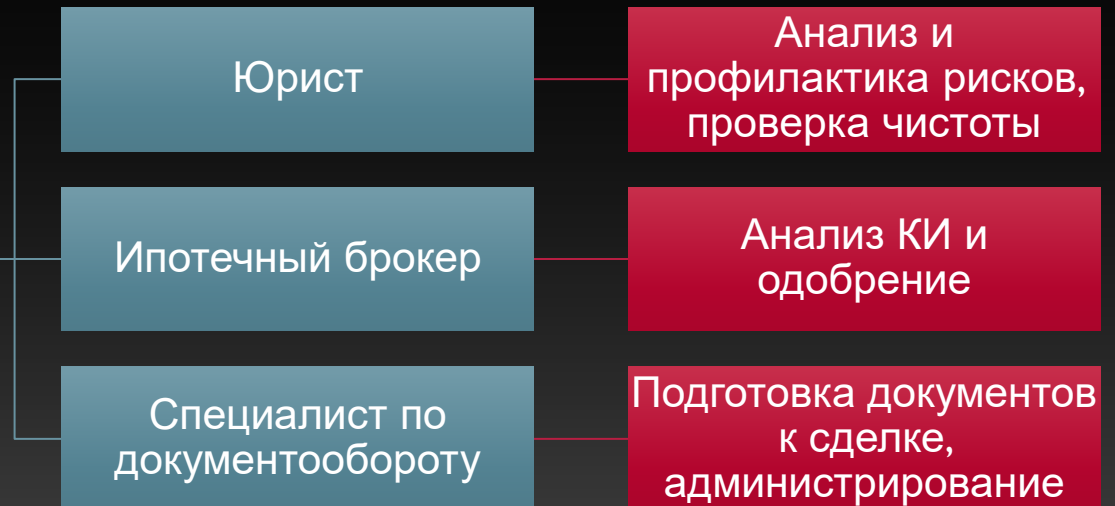 Юрист
Анализ и
профилактика рисков,
проверка чистоты
Ипотечный брокер
Анализ КИ и
одобрение
Специалист по
документообороту
Подготовка документов
к сделке,
администрирование